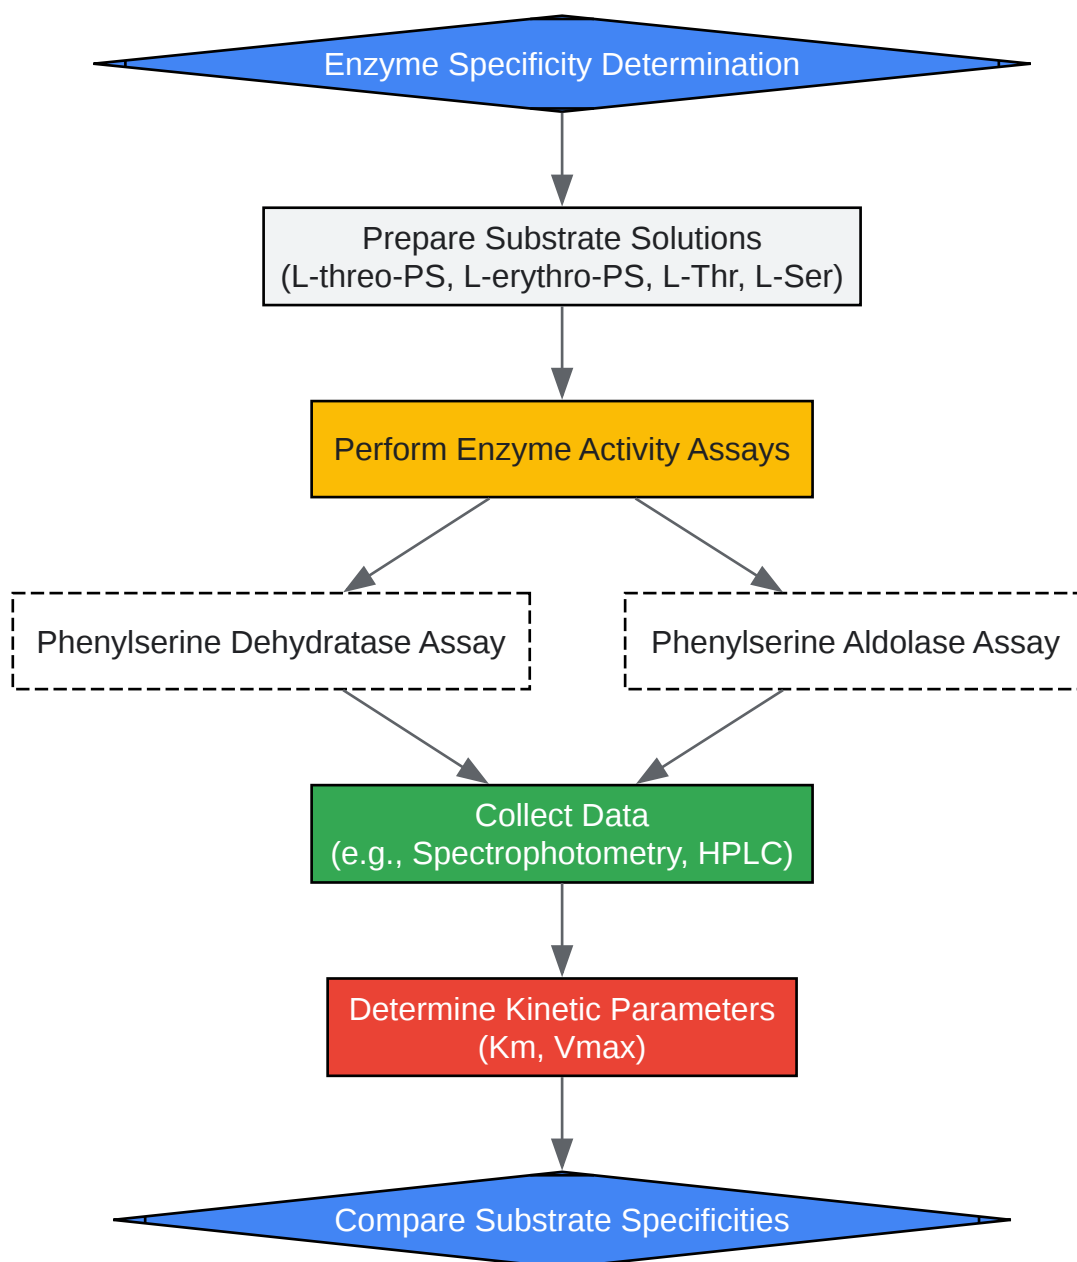 Enzyme Specificity Determination
Prepare Substrate Solutions
(L-threo-PS, L-erythro-PS, L-Thr, L-Ser)
Perform Enzyme Activity Assays
Phenylserine Dehydratase Assay
Phenylserine Aldolase Assay
Collect Data
(e.g., Spectrophotometry, HPLC)
Determine Kinetic Parameters
(Km, Vmax)
Compare Substrate Specificities